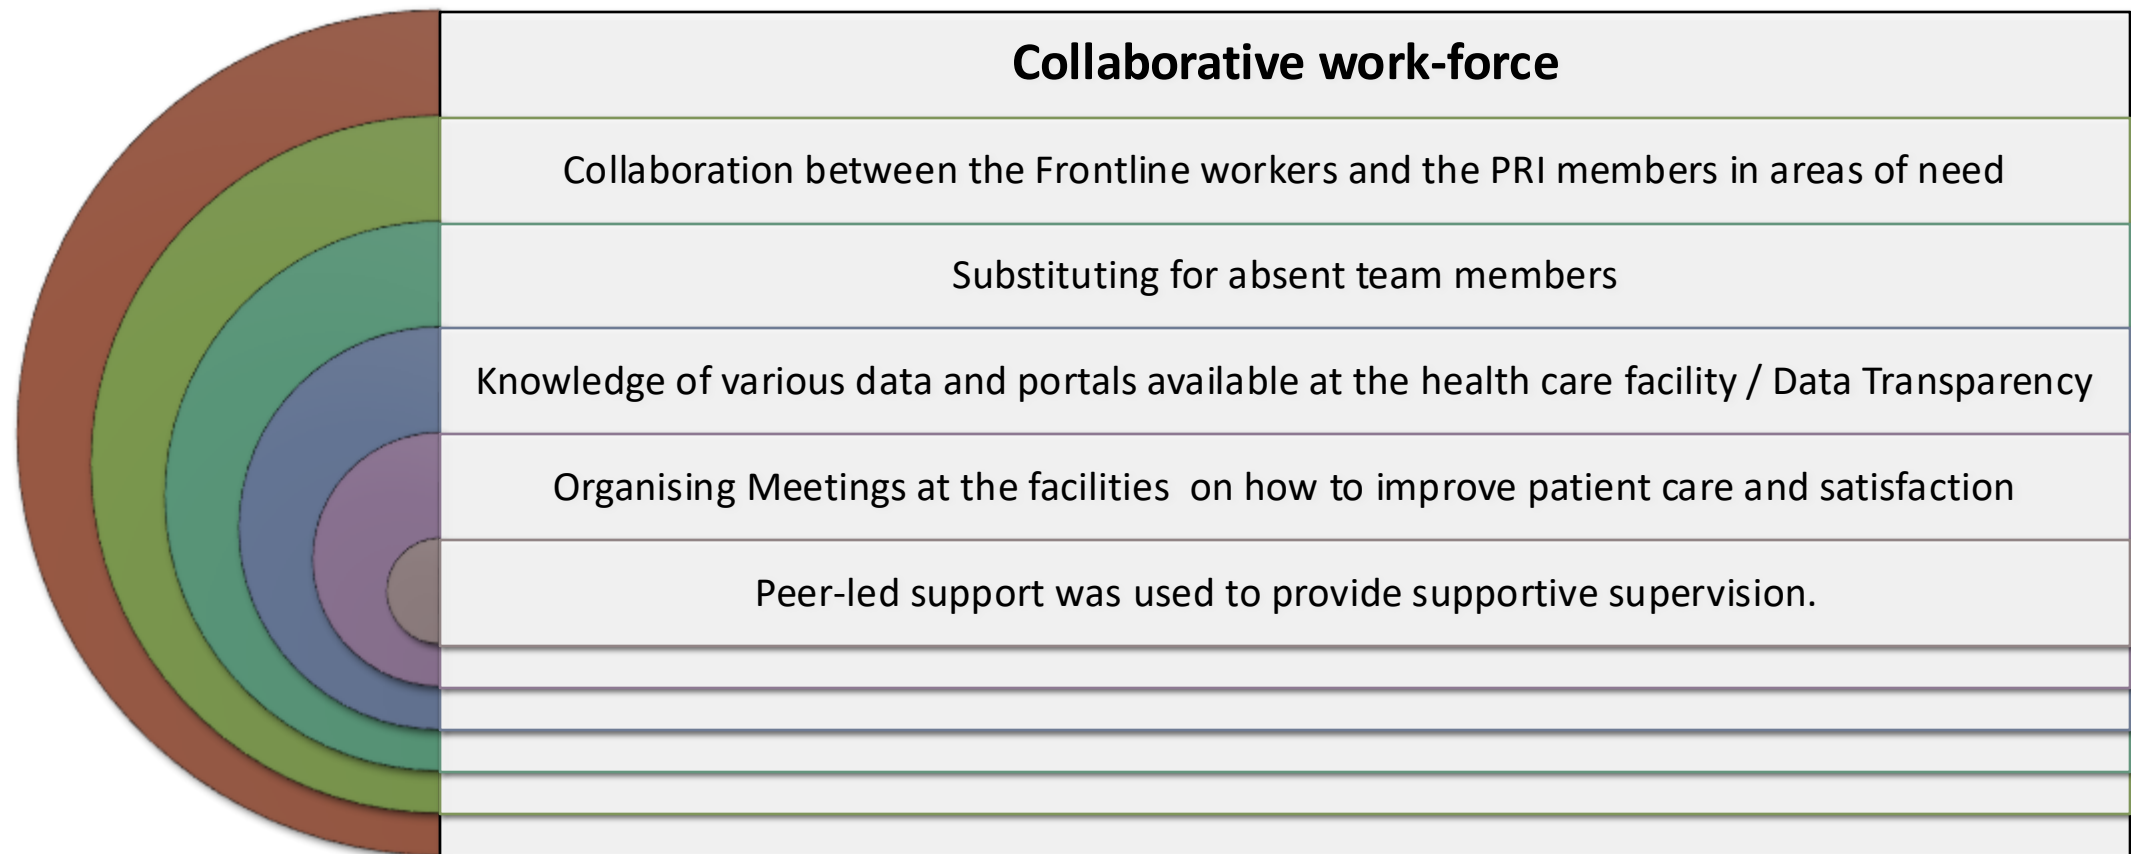 Collaborative work-force
Collaboration between the Frontline workers and the PRI members in areas of need
Substituting for absent team members
Knowledge of various data and portals available at the health care facility / Data Transparency
Organising Meetings at the facilities  on how to improve patient care and satisfaction
Peer-led support was used to provide supportive supervision.